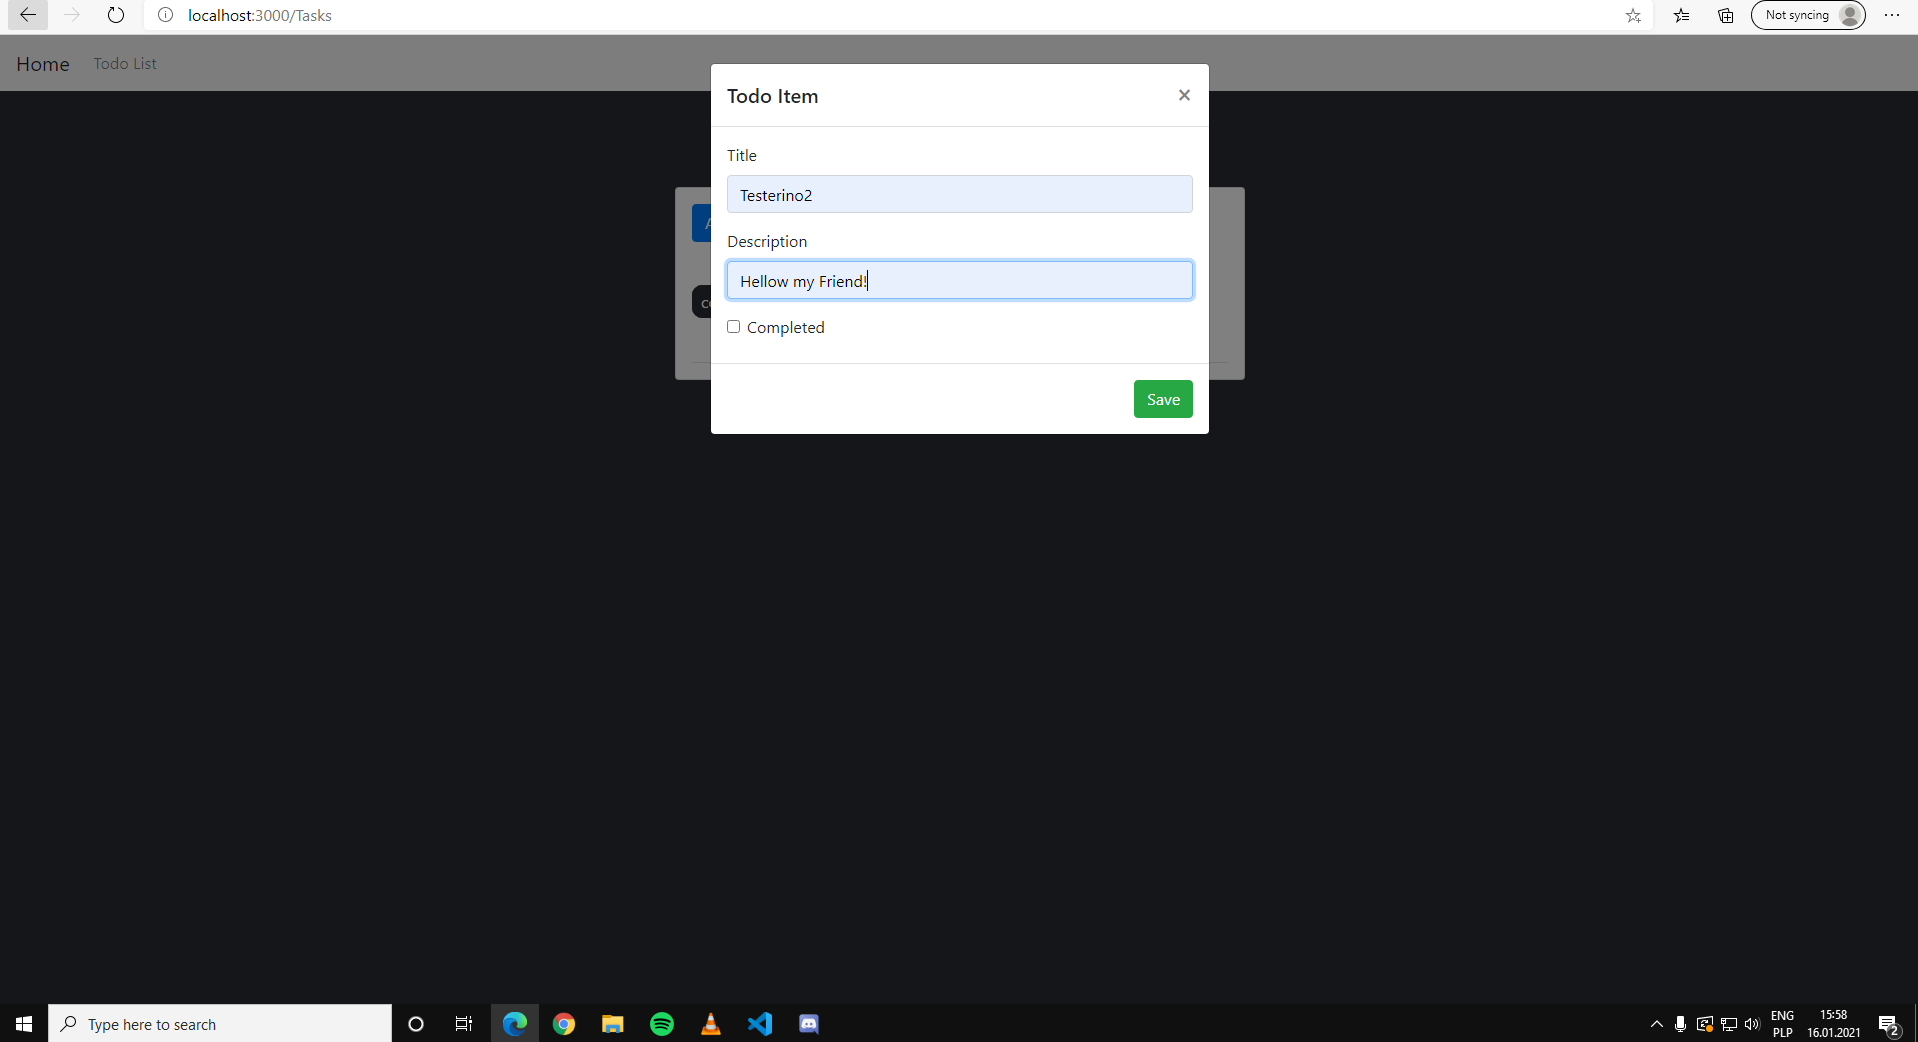 localhost:3000/Tasks
Not syncing
Home Todo List
Todo Item
Title
Testerino2
Description
Hellow my Friend!
Completed
Save
Type here to search
ENG
PLP
15:58
16.01.2021
2